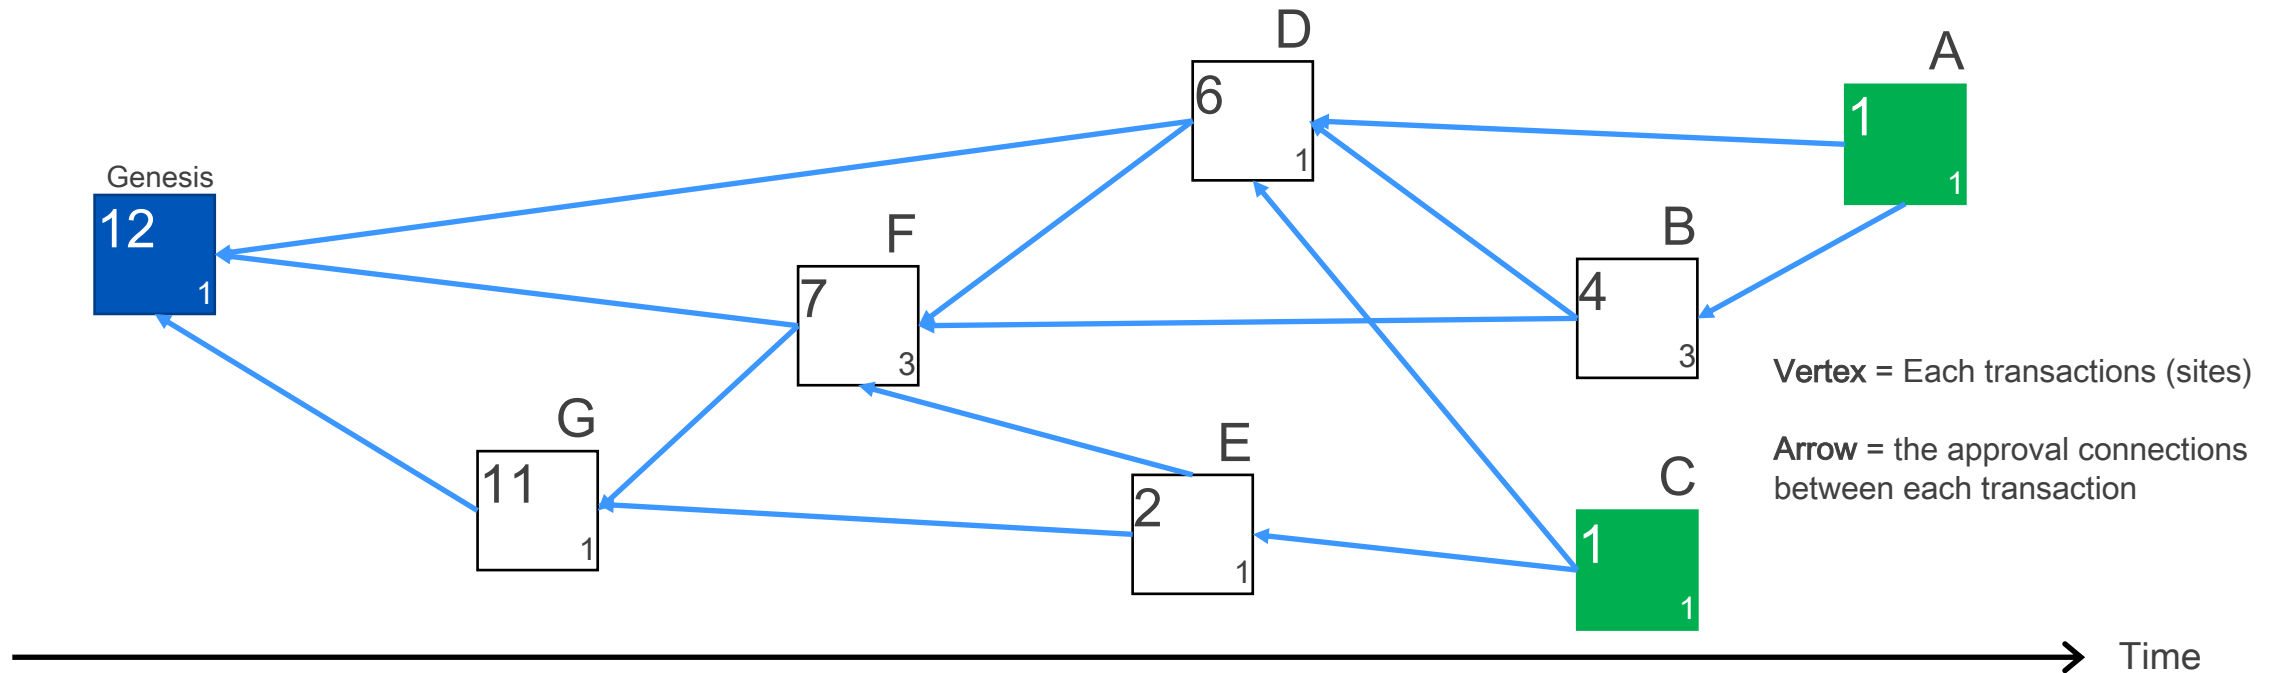 D
6
1
A
1
1
Genesis
12
1
F
7
3
B
4
3
Vertex = Each transactions (sites)
Arrow = the approval connections
between each transaction
G
11
1
E
2
1
C
1
1
Time